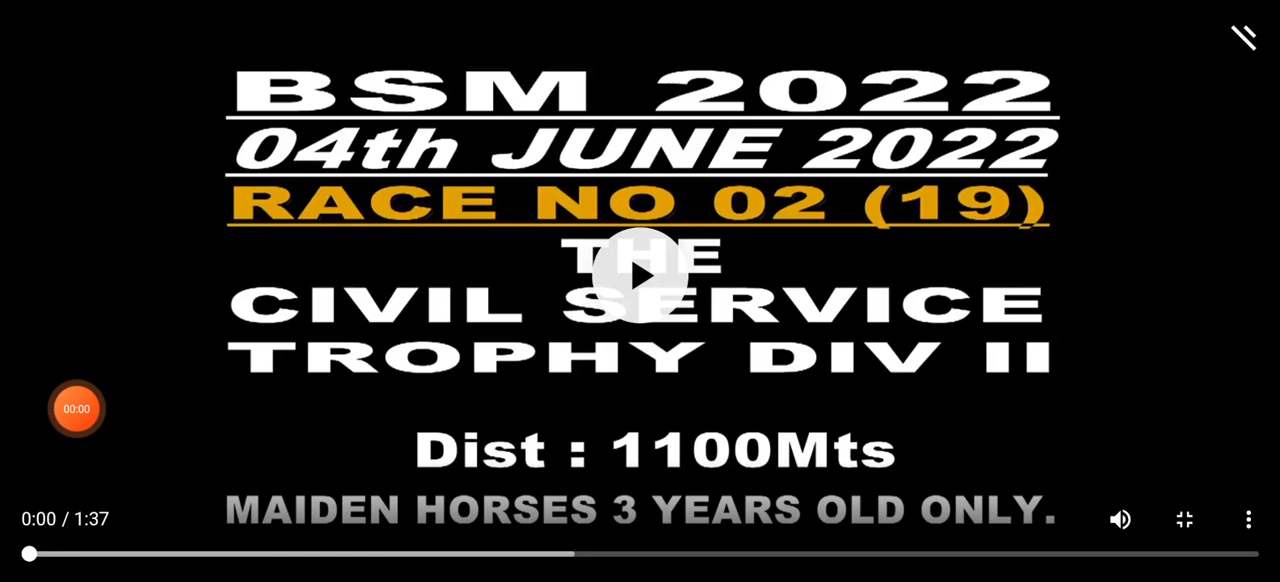 BSM 2022
04th JUNE 2022
RACE NO 02 (19)
THE
CIVIL SERVICE
TROPHY DIV II
00:00
Dist : 1100Mts
MAIDEN HORSES 3 YEARS OLD ONLY.
0:00 / 1:37